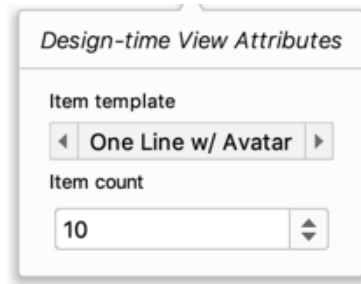 Design-time View Attributes
Item template
One Line w/ Avatar
Item count
10